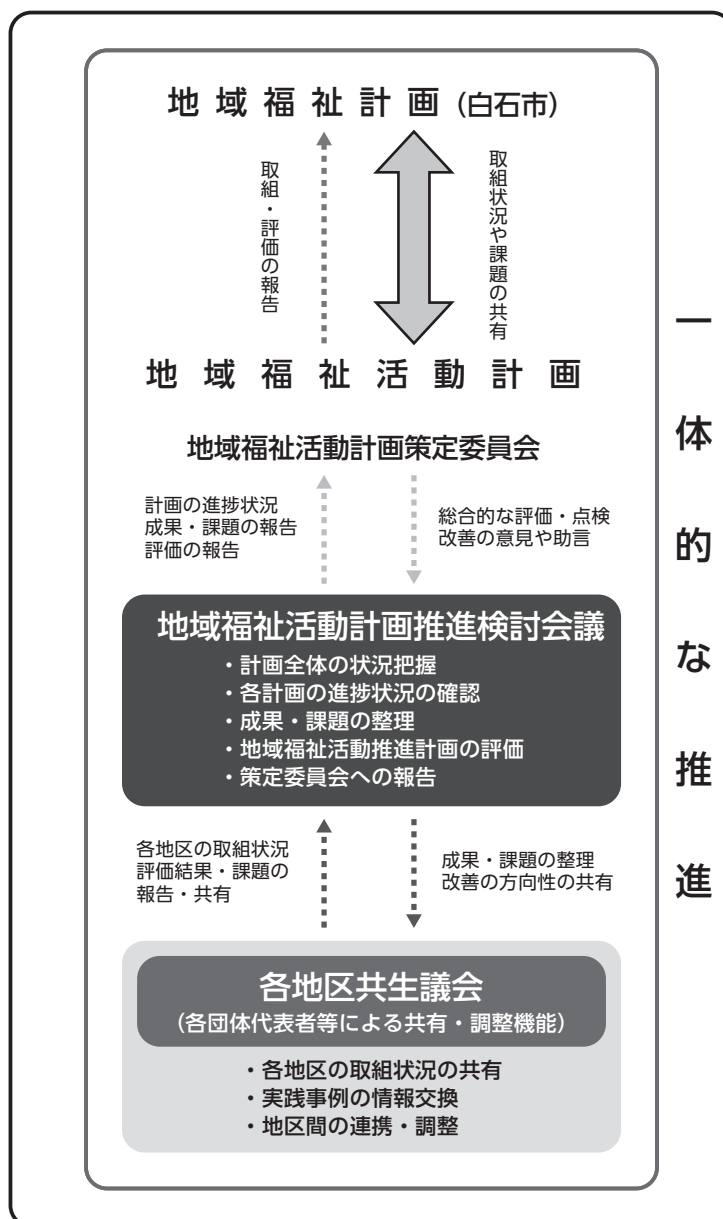 地域福祉計画(白石市)
取組・評価の報告
取組状況や課題の共有
地域福祉活動計画
地域福祉活動計画策定委員会
計画の進捗状況
成果・課題の報告
評価の報告
総合的な評価・点検
改善の意見や助言
地域福祉活動計画推進検討会議
・計画全体の状況把握
・各計画の進捗状況の確認
・成果・課題の整理
・地域福祉活動推進計画の評価
・策定委員会への報告
各地区の取組状況
評価結果・課題の
報告・共有
成果・課題の整理
改善の方向性の共有
各地区共生議会
(各団体代表者等による共有・調整機能)
・各地区の取組状況の共有
・実践事例の情報交換
・地区間の連携・調整
一体的な推進